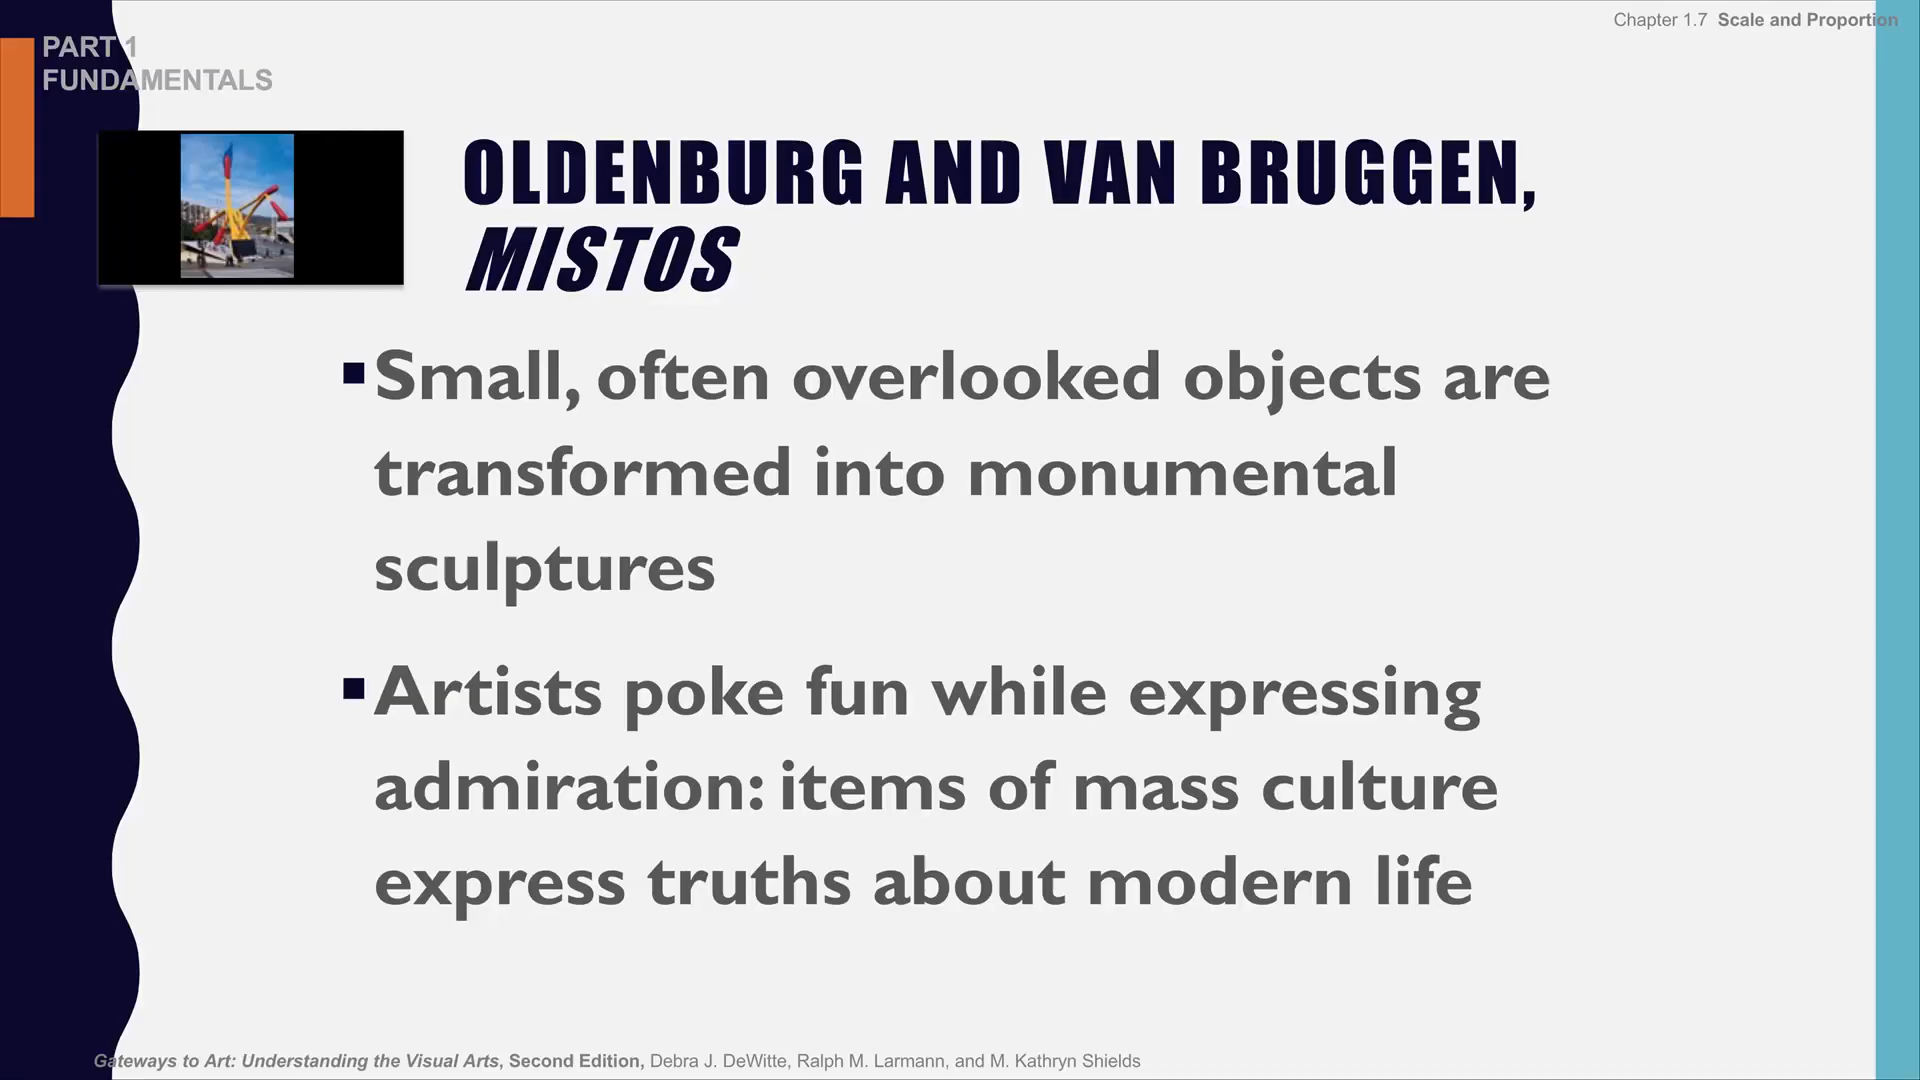 Chapter 1.7 Scale and Proportion
PART 1
FUNDAMENTALS
OLDENBURG AND VAN BRUGGEN,
MISTOS
▪Small, often overlooked objects are
transformed into monumental
sculptures
▪Artists poke fun while expressing
admiration: items of mass culture
express truths about modern life
Gateways to Art: Understanding the Visual Arts, Second Edition, Debra J. DeWitte, Ralph M. Larmann, and M. Kathryn Shields